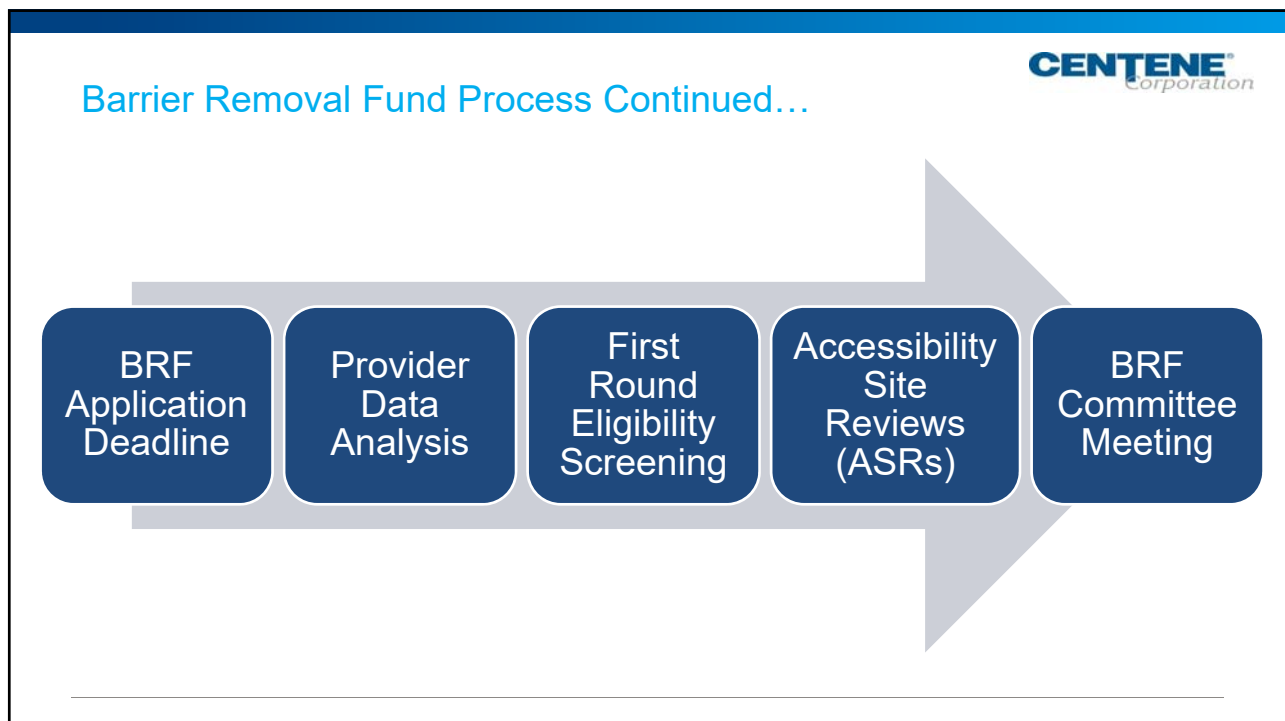 CENTENE®
Corporation
Barrier Removal Fund Process Continued…
BRF
Application
Deadline
Provider
Data
Analysis
First
Round
Eligibility
Screening
Accessibility
Site
Reviews
(ASRs)
BRF
Committee
Meeting